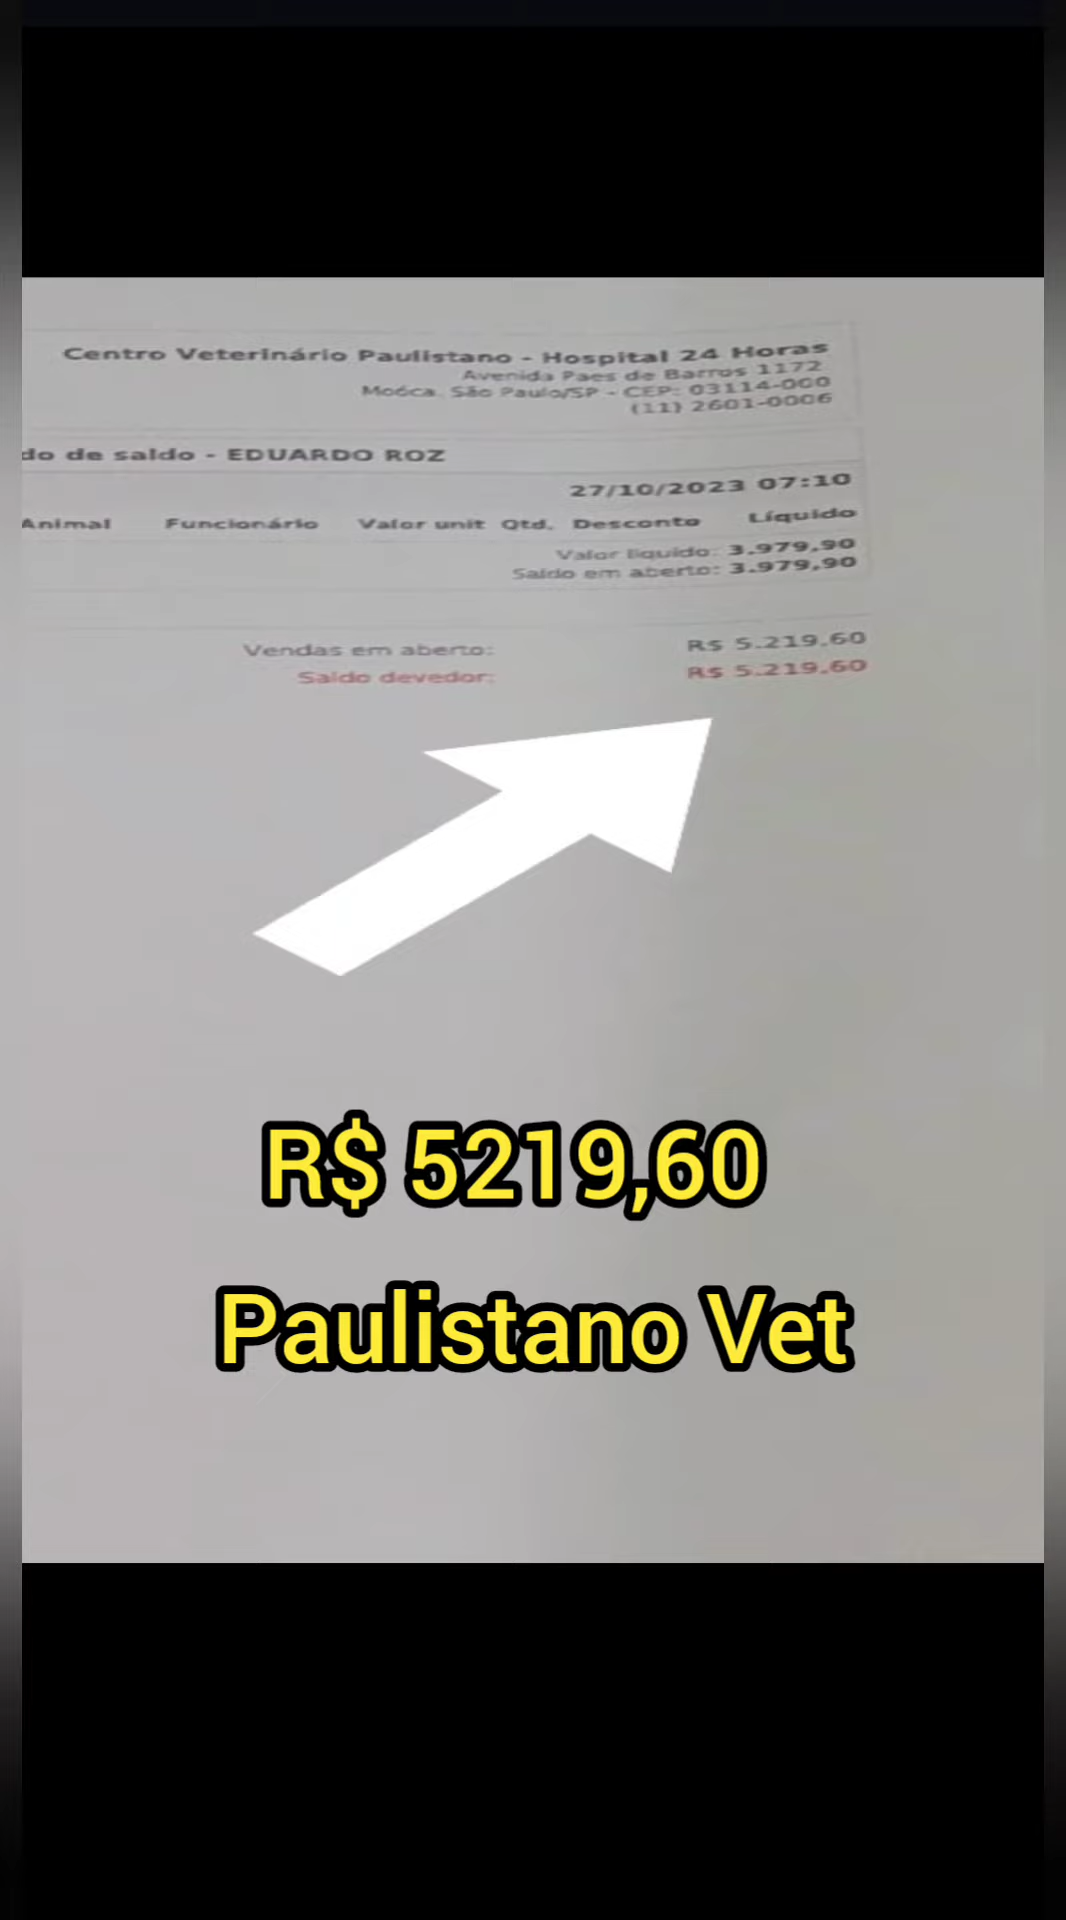 Centro Veterinário Paulistano - Hospital 24 Horas
Avenida Paes de Barros 1172
Moóca, São Paulo/SP - CEP: 03114-000
(11) 2601-0006
do de saldo - EDUARDO ROZ
27/10/2023 07:10
Animal Funcionário Valor unit Qtd. Desconto Líquido
Valor líquido: 3.979,90
Saldo em aberto: 3.979,90
Vendas em aberto: R$ 5.219,60
Saldo devedor: R$ 5.219,60
R$ 5219,60
Paulistano Vet